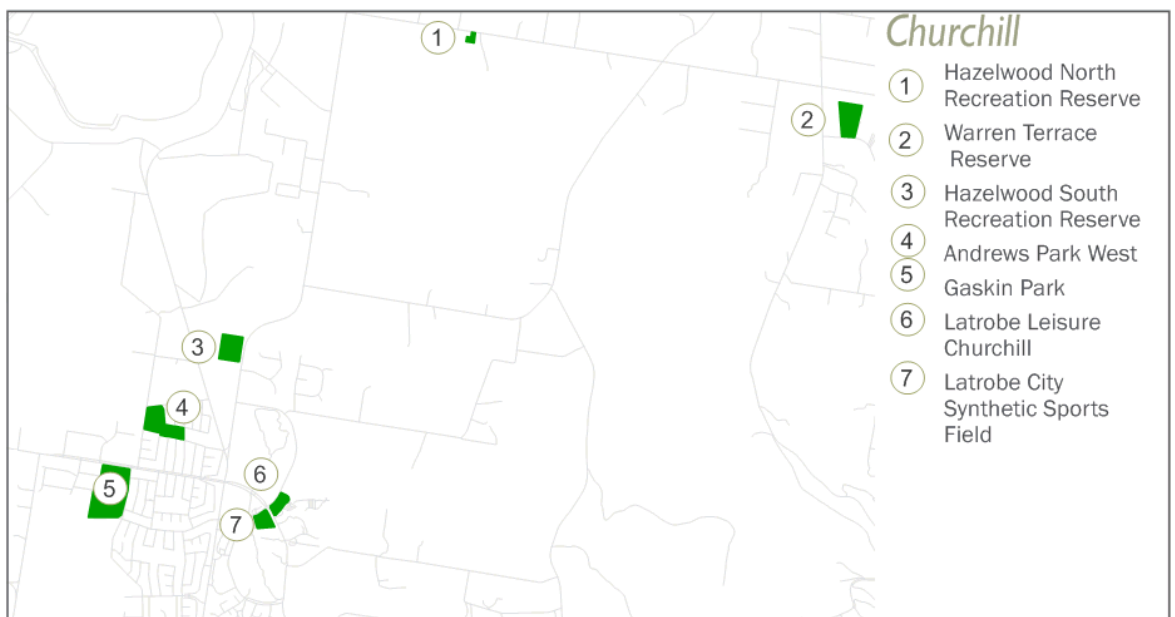 Churchill
1 Hazelwood North
Recreation Reserve
2 Warren Terrace
Reserve
3 Hazelwood South
Recreation Reserve
4 Andrews Park West
5 Gaskin Park
6 Latrobe Leisure
Churchill
7 Latrobe City
Synthetic Sports
Field
1
2
3
4
5
6
7